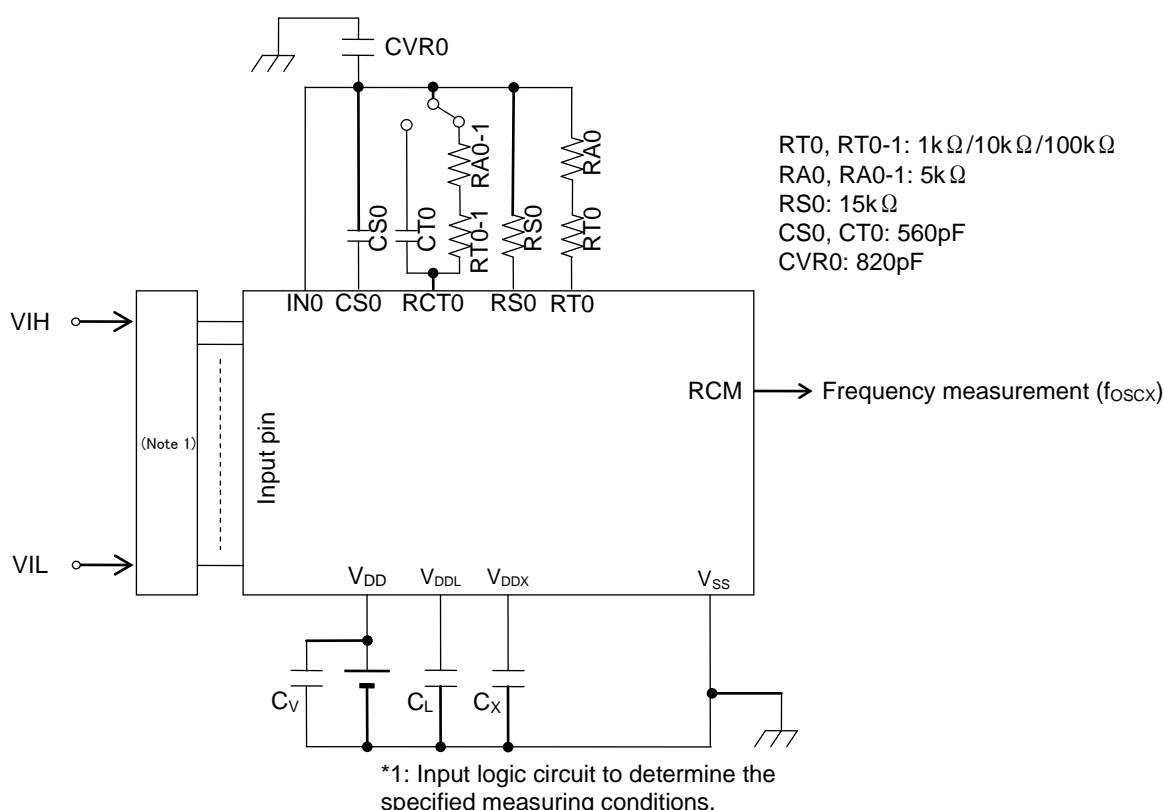 CVR0
CS0
CT0
RA0-1
RT0-1
RS0
RA0
RT0
RT0, RT0-1: 1kΩ/10kΩ/100kΩ
RA0, RA0-1: 5kΩ
RS0: 15kΩ
CS0, CT0: 560pF
CVR0: 820pF
IN0 CS0 RCT0 RS0 RT0
VIH
(Note 1)
Input pin
RCM
Frequency measurement (fOSCX)
VIL
VDD VDDL VDDX VSS
CV CL CX
*1: Input logic circuit to determine the
specified measuring conditions.